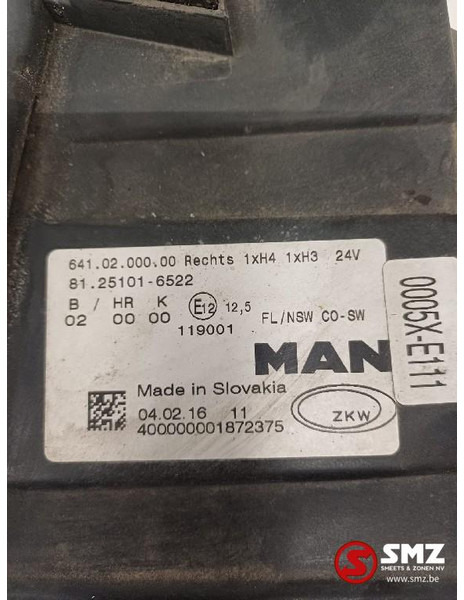 641.02.000.00 Rechts 1xH4 1xH3 24V
81.25101-6522
B / HR K
02 00 00
E12 12,5
119001
FL/NSW CO-SW
MAN
Made in Slovakia
04.02.16 11
400000001872375
ZKW
0005X-E111
SMZ
SMEETS & ZONEN NV
www.smz.be